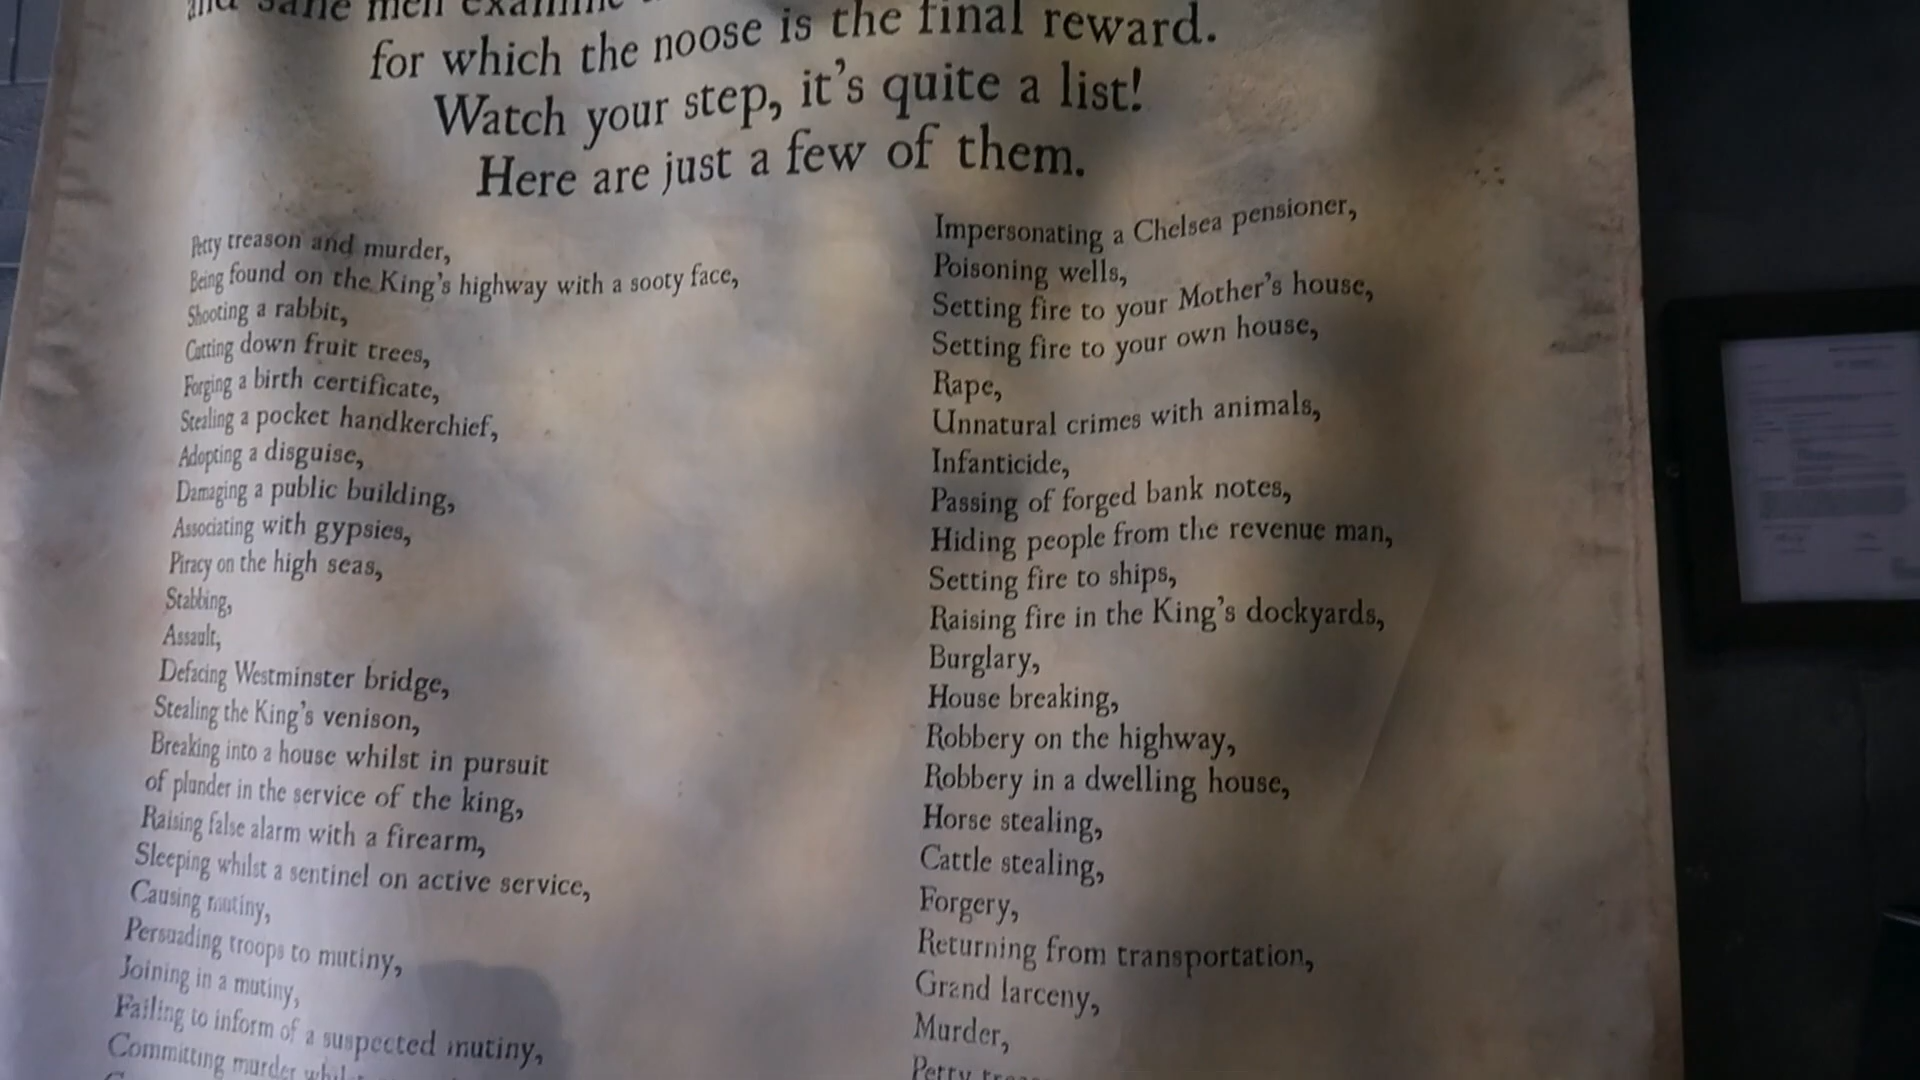 and sane men examine
for which the noose is the final reward.
Watch your step, it's quite a list!
Here are just a few of them.
Petty treason and murder,
Being found on the King's highway with a sooty face,
Shooting a rabbit,
Cutting down fruit trees,
Forging a birth certificate,
Stealing a pocket handkerchief,
Adopting a disguise,
Damaging a public building,
Associating with gypsies,
Piracy on the high seas,
Stabbing,
Assault,
Defacing Westminster bridge,
Stealing the King's venison,
Breaking into a house whilst in pursuit
of plunder in the service of the king,
Raising false alarm with a firearm,
Sleeping whilst a sentinel on active service,
Causing mutiny,
Persuading troops to mutiny,
Joining in a mutiny,
Failing to inform of a suspected mutiny,
Committing murder
Impersonating a Chelsea pensioner,
Poisoning wells,
Setting fire to your Mother's house,
Setting fire to your own house,
Rape,
Unnatural crimes with animals,
Infanticide,
Passing of forged bank notes,
Hiding people from the revenue man,
Setting fire to ships,
Raising fire in the King's dockyards,
Burglary,
House breaking,
Robbery on the highway,
Robbery in a dwelling house,
Horse stealing,
Cattle stealing,
Forgery,
Returning from transportation,
Grand larceny,
Murder,
Petty